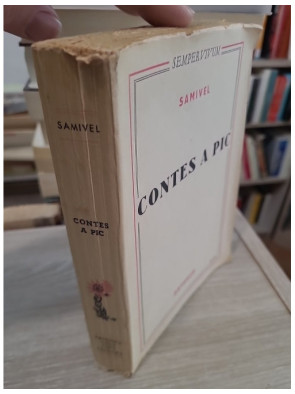 SEMPERVIVUM
SAMIVEL
CONTES A PIC
SAMIVEL
CONTES
A PIC